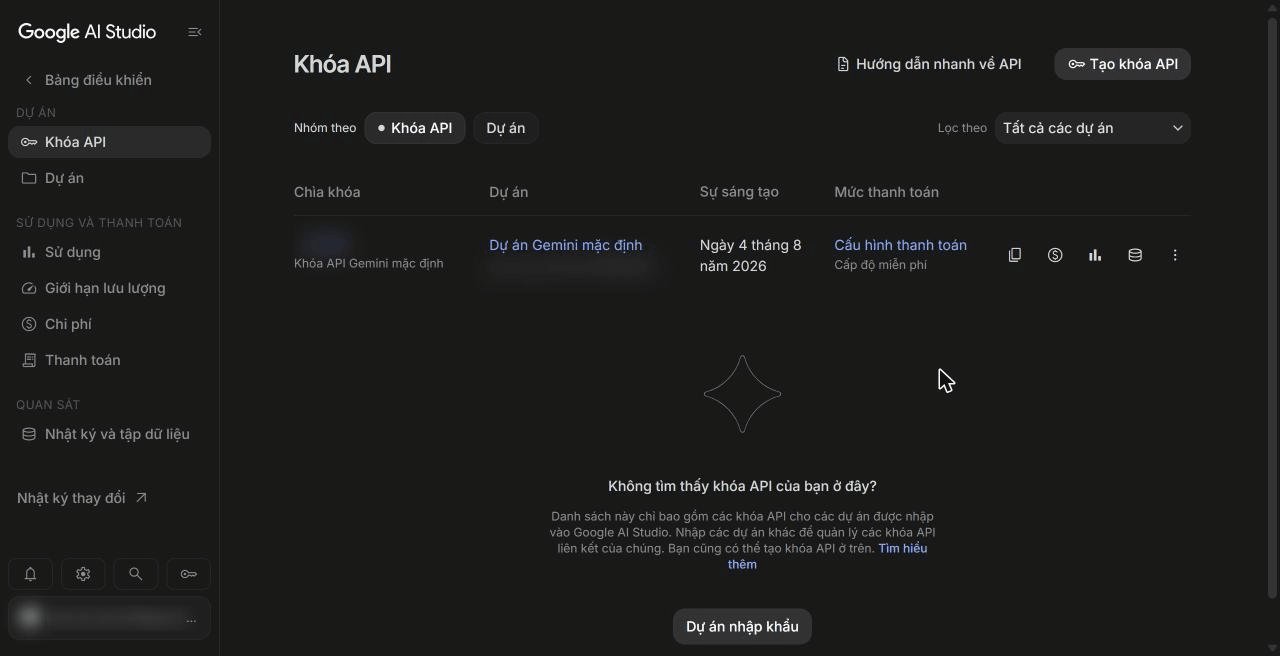 Google AI Studio
Bảng điều khiển
DỰ ÁN
Khóa API
Dự án
SỬ DỤNG VÀ THANH TOÁN
Sử dụng
Giới hạn lưu lượng
Chi phí
Thanh toán
QUAN SÁT
Nhật ký và tập dữ liệu
Nhật ký thay đổi
...
Khóa API
Hướng dẫn nhanh về API
Tạo khóa API
Nhóm theo
Khóa API
Dự án
Lọc theo
Tất cả các dự án
Chìa khóa
Dự án
Sự sáng tạo
Mức thanh toán
Khóa API Gemini mặc định
Dự án Gemini mặc định
Ngày 4 tháng 8
năm 2026
Cấu hình thanh toán
Cấp độ miễn phí
Không tìm thấy khóa API của bạn ở đây?
Danh sách này chỉ bao gồm các khóa API cho các dự án được nhập
vào Google AI Studio. Nhập các dự án khác để quản lý các khóa API
liên kết của chúng. Bạn cũng có thể tạo khóa API ở trên. Tìm hiểu
thêm
Dự án nhập khẩu